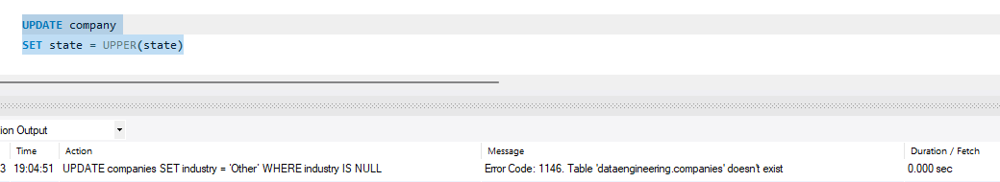 UPDATE company
SET state = UPPER(state)
ion Output
Time Action Message Duration / Fetch
3 19:04:51 UPDATE companies SET industry = 'Other' WHERE industry IS NULL Error Code: 1146. Table 'dataengineering.companies' doesn't exist 0.000 sec